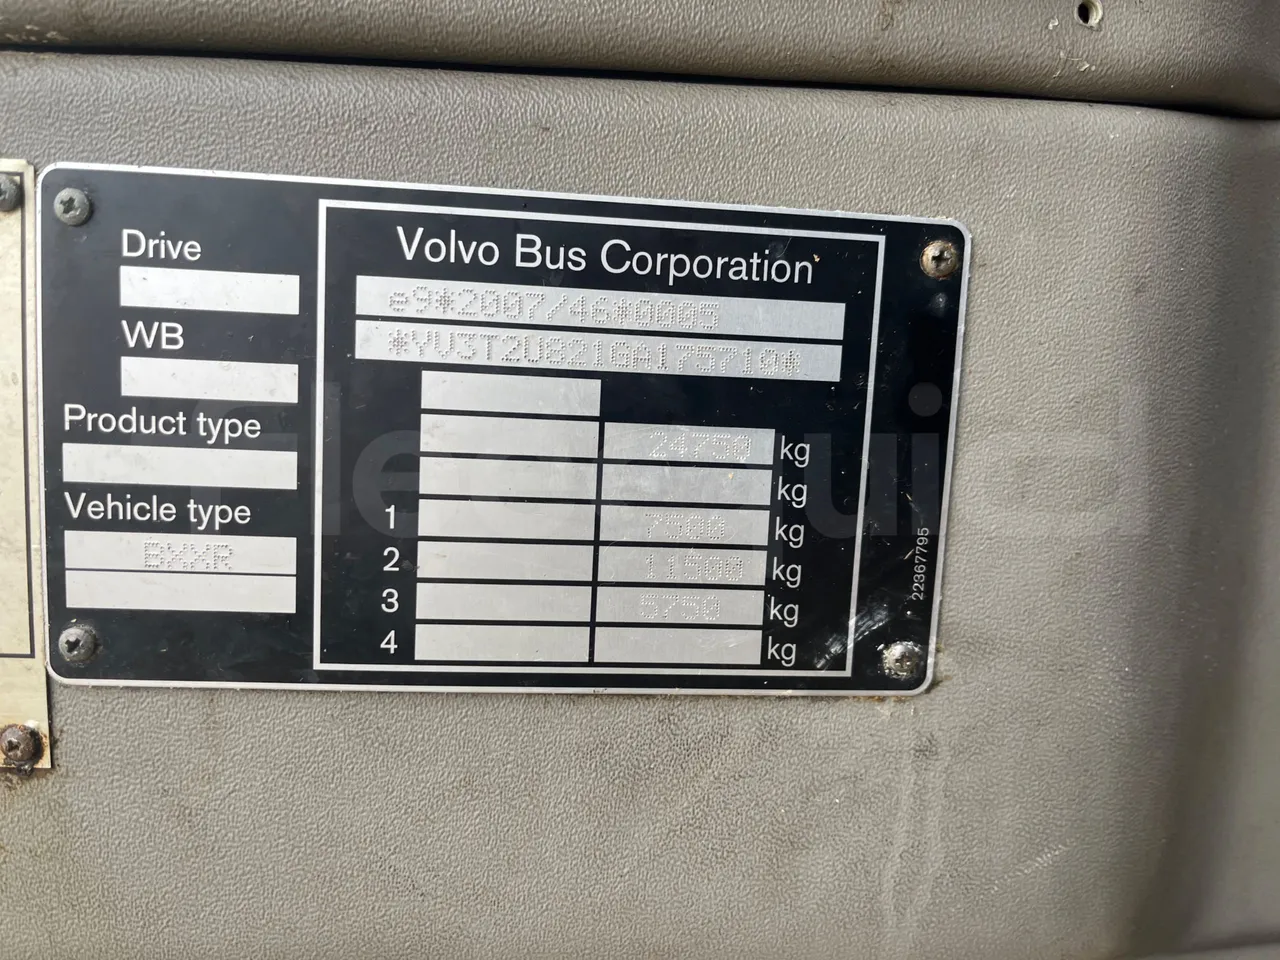 Volvo Bus Corporation
e9*2007/46*0005
*YV3T2U821GA175710*
Drive
WB
Product type
Vehicle type
BXXR
24750 kg
kg
1 7500 kg
2 11500 kg
3 5750 kg
4 kg
22367795
fleequid